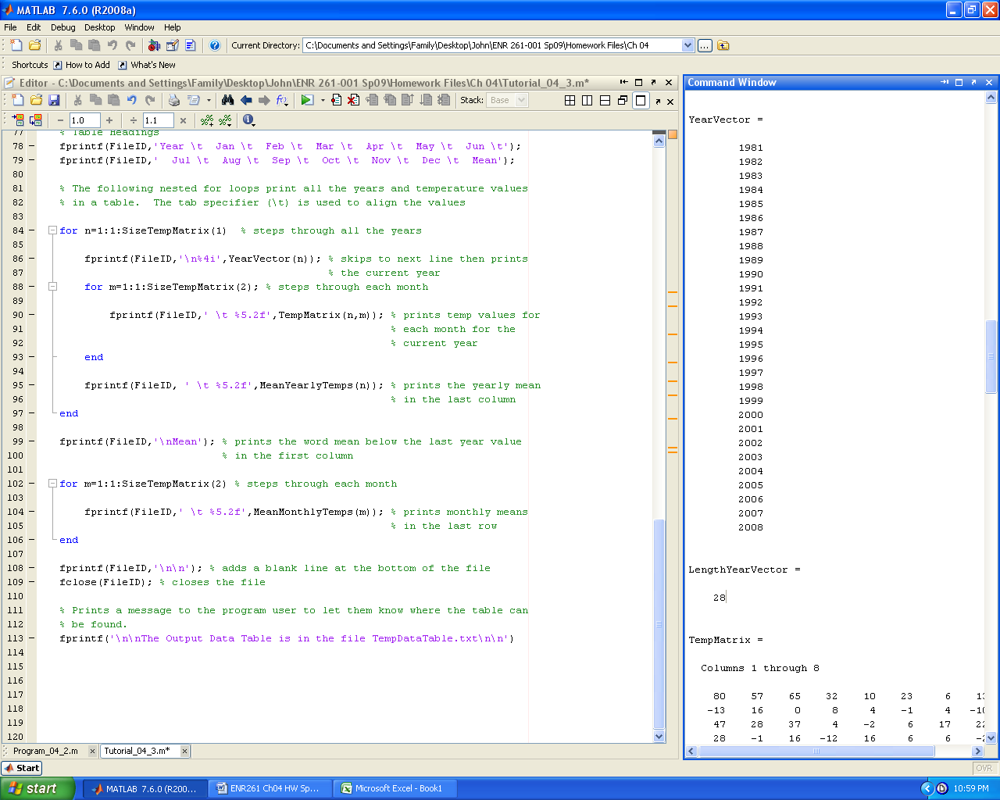 MATLAB 7.6.0 (R2008a)
File Edit Debug Desktop Window Help
Current Directory: C:\Documents and Settings\Family\Desktop\John\ENR 261-001 Sp09\Homework Files\Ch 04
Shortcuts How to Add What's New
Editor - C:\Documents and Settings\Family\Desktop\John\ENR 261-001 Sp09\Homework Files\Ch 04\Tutorial_04_3.m*
Stack: Base
− 1.0 + ÷ 1.1 ×
77 % Table Headings
78 − fprintf(FileID,'Year \t  Jan \t  Feb \t  Mar \t  Apr \t  May \t  Jun \t');
79 − fprintf(FileID,'  Jul \t  Aug \t  Sep \t  Oct \t  Nov \t  Dec \t  Mean');
80
81 % The following nested for loops print all the years and temperature values
82 % in a table.  The tab specifier (\t) is used to align the values
83
84 − for n=1:1:SizeTempMatrix(1)  % steps through all the years
85
86 − fprintf(FileID,'\n%4i',YearVector(n)); % skips to next line then prints
87 % the current year
88 − for m=1:1:SizeTempMatrix(2); % steps through each month
89
90 − fprintf(FileID,' \t %5.2f',TempMatrix(n,m)); % prints temp values for
91 % each month for the
92 % current year
93 − end
94
95 − fprintf(FileID, ' \t %5.2f',MeanYearlyTemps(n)); % prints the yearly mean
96 % in the last column
97 − end
98
99 − fprintf(FileID,'\nMean'); % prints the word mean below the last year value
100 % in the first column
101
102 − for m=1:1:SizeTempMatrix(2) % steps through each month
103
104 − fprintf(FileID,' \t %5.2f',MeanMonthlyTemps(m)); % prints monthly means
105 % in the last row
106 − end
107
108 − fprintf(FileID,'\n\n'); % adds a blank line at the bottom of the file
109 − fclose(FileID); % closes the file
110
111 % Prints a message to the program user to let them know where the table can
112 % be found.
113 − fprintf('\n\nThe Output Data Table is in the file TempDataTable.txt\n\n')
114
115
116
117
118
119
120
Program_04_2.m × Tutorial_04_3.m* ×
Command Window
YearVector =
1981
1982
1983
1984
1985
1986
1987
1988
1989
1990
1991
1992
1993
1994
1995
1996
1997
1998
1999
2000
2001
2002
2003
2004
2005
2006
2007
2008
LengthYearVector =
28
TempMatrix =
Columns 1 through 8
80 57 65 32 10 23 6
-13 16 0 8 4 -1 4
47 28 37 4 -2 6 17 22
28 -1 16 -12 16 6 6
Start
OVR
start MATLAB 7.6.0 (R200... ENR261 Ch04 HW Sp... Microsoft Excel - Book1 10:59 PM